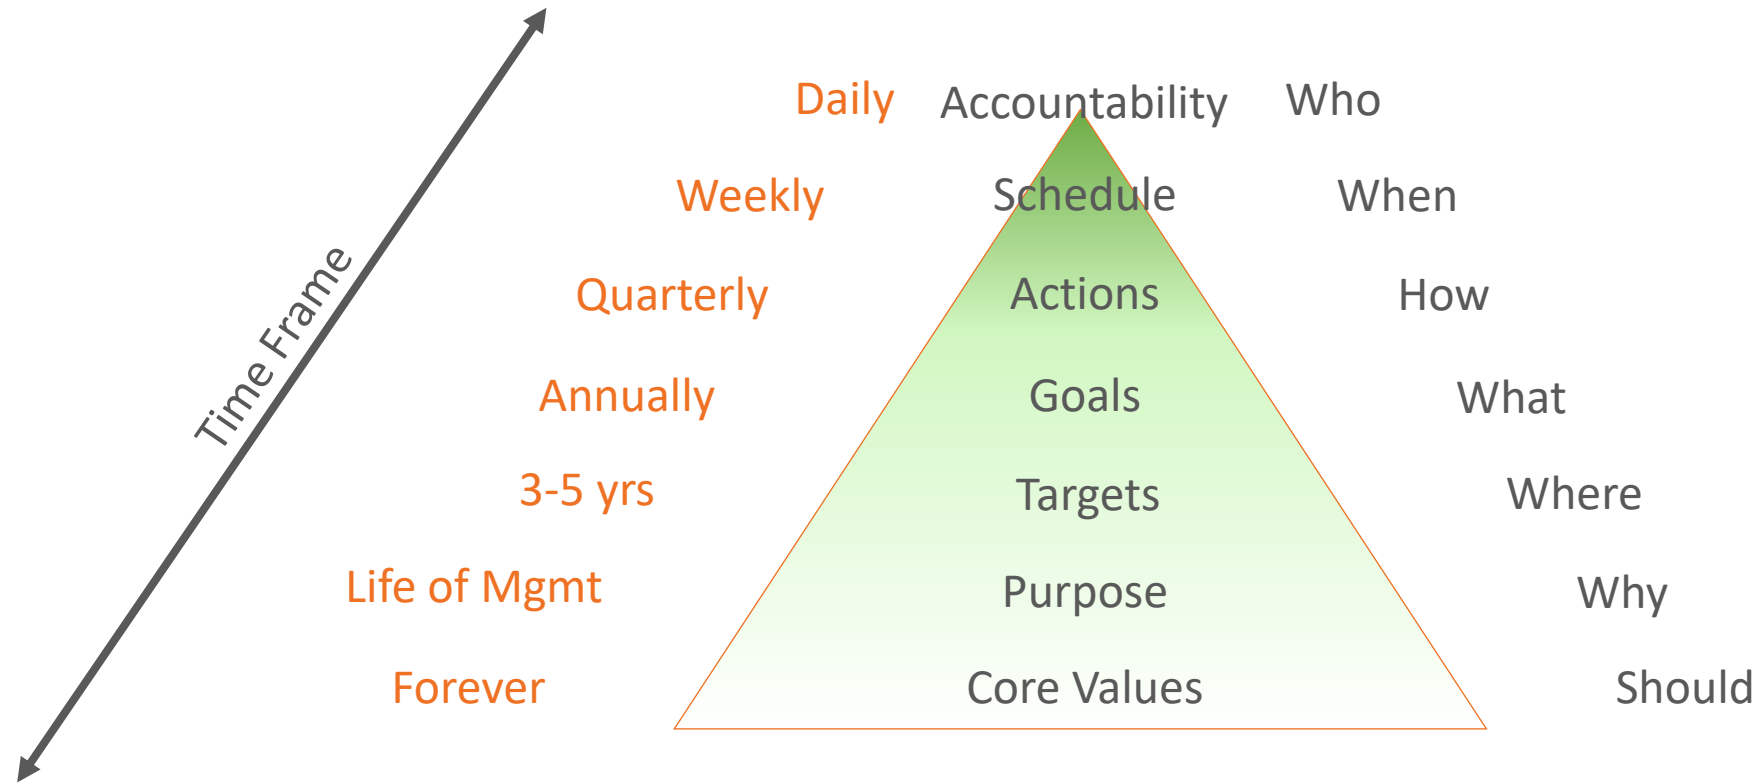 Daily Accountability Who
Weekly Schedule When
Quarterly Actions How
Time Frame
Annually Goals What
3-5 yrs Targets Where
Life of Mgmt Purpose Why
Forever Core Values Should